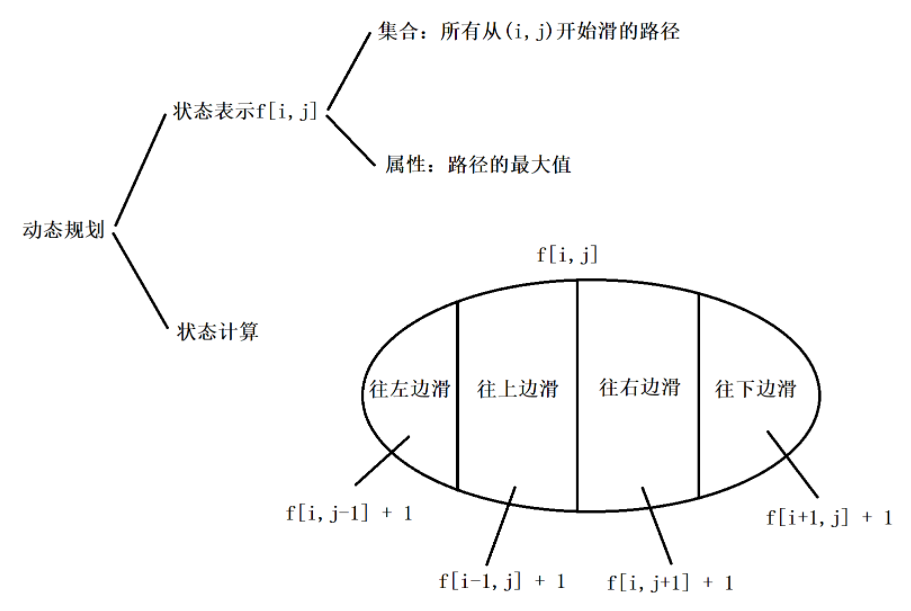 集合：所有从(i,j)开始滑的路径
状态表示f[i,j]
属性：路径的最大值
动态规划
状态计算
f[i,j]
往左边滑
往上边滑
往右边滑
往下边滑
f[i,j-1] + 1
f[i-1,j] + 1
f[i,j+1] + 1
f[i+1,j] + 1